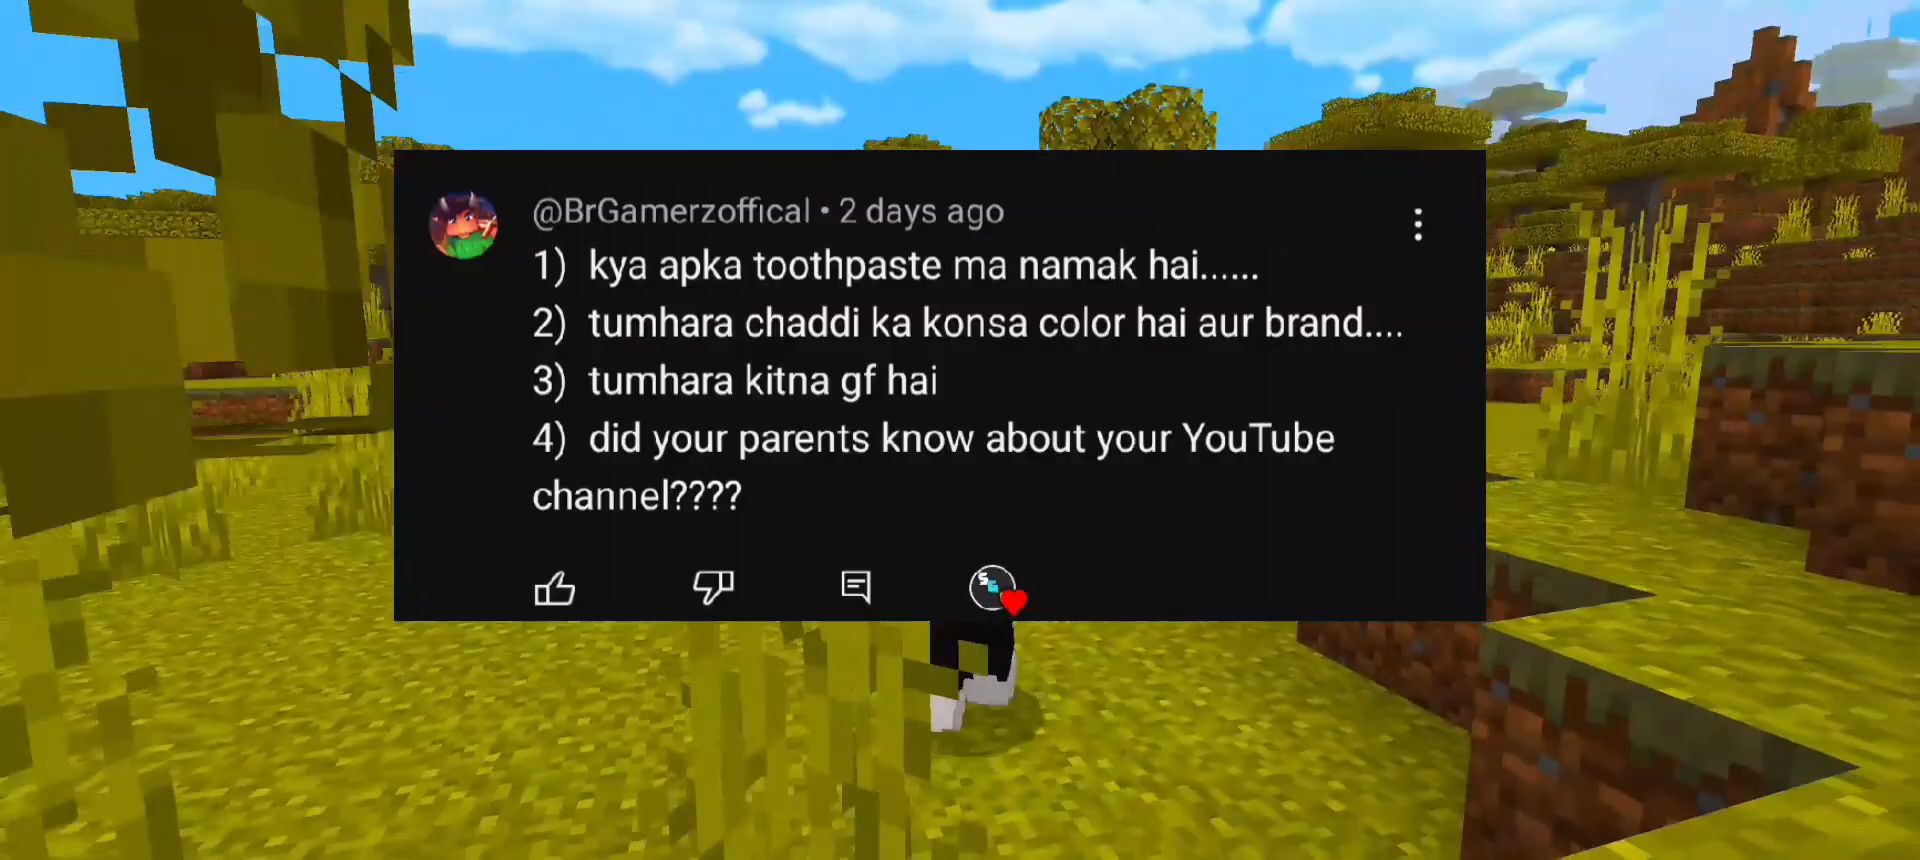 @BrGamerzoffical • 2 days ago
1) kya apka toothpaste ma namak hai......
2) tumhara chaddi ka konsa color hai aur brand....
3) tumhara kitna gf hai
4) did your parents know about your YouTube
channel????
SG